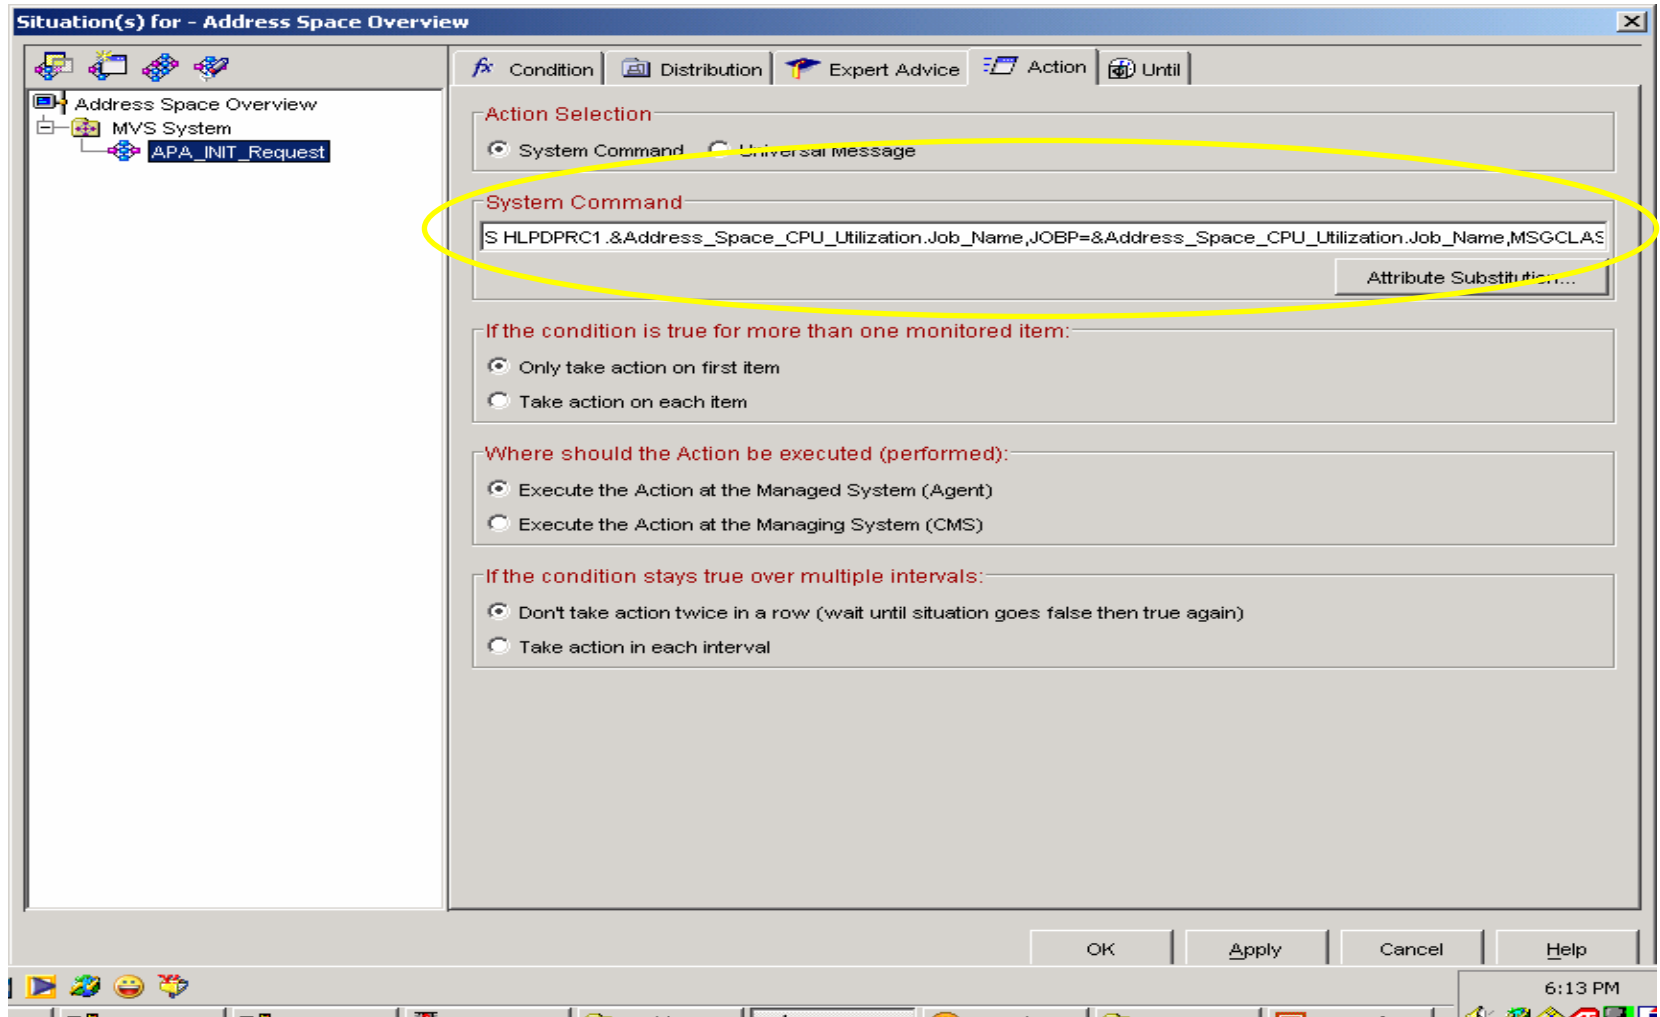 Situation(s) for - Address Space Overview
Condition Distribution Expert Advice Action Until
Address Space Overview
MVS System
APA_INIT_Request
Action Selection
System Command Universal Message
System Command
S HLPDPRC1.&Address_Space_CPU_Utilization.Job_Name,JOBP=&Address_Space_CPU_Utilization.Job_Name,MSGCLAS
Attribute Substitution...
If the condition is true for more than one monitored item:
Only take action on first item
Take action on each item
Where should the Action be executed (performed):
Execute the Action at the Managed System (Agent)
Execute the Action at the Managing System (CMS)
If the condition stays true over multiple intervals:
Don't take action twice in a row (wait until situation goes false then true again)
Take action in each interval
OK Apply Cancel Help
6:13 PM